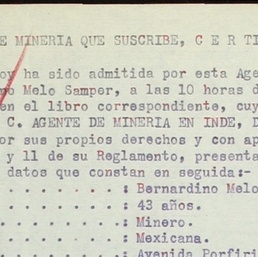 E MINERIA QUE SUSCRIBE, C E R T I
oy ha sido admitida por esta Age
mo Melo Samper, a las 10 horas d
en el libro correspondiente, cuy
C. AGENTE DE MINERIA EN INDE, D
or sus propios derechos y con ap
y 11 de su Reglamento, presenta
datos que constan en seguida:-
. . . . . . . : Bernardino Melo
. . . . . . . : 43 años.
. . . . . . . : Minero.
. . . . . . . : Mexicana.
. . . . . . . : Avenida Porfiri